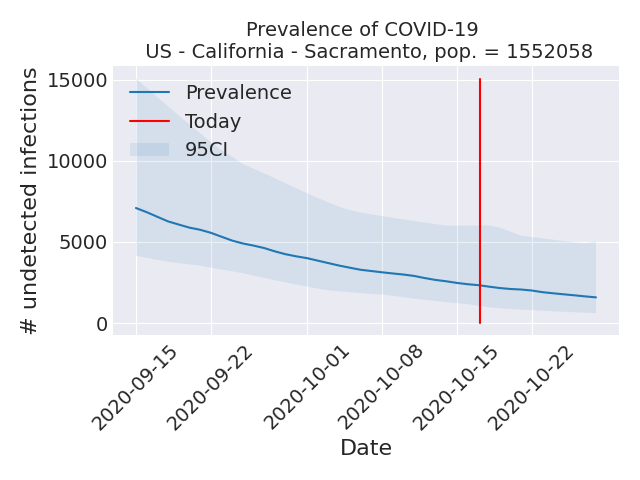 Prevalence of COVID-19
US - California - Sacramento, pop. = 1552058
# undetected infections
15000
10000
5000
0
Prevalence
Today
95CI
2020-09-15
2020-09-22
2020-10-01
2020-10-08
2020-10-15
2020-10-22
Date